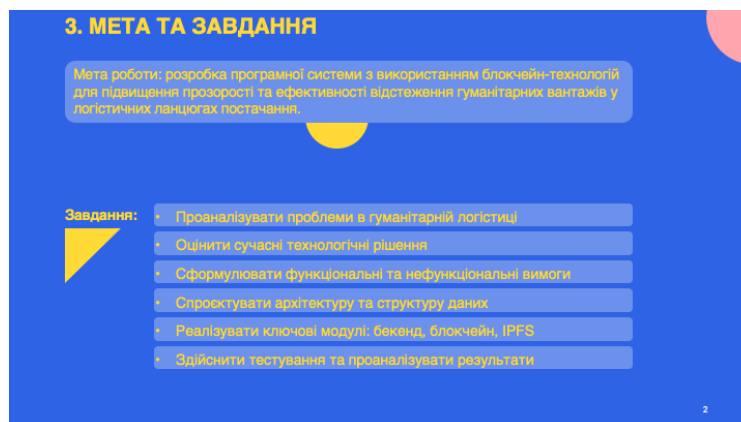 3. МЕТА ТА ЗАВДАННЯ
Мета роботи: розробка програмної системи з використанням блокчейн-технологій
для підвищення прозорості та ефективності відстеження гуманітарних вантажів у
логістичних ланцюгах постачання.
Завдання:
• Проаналізувати проблеми в гуманітарній логістиці
• Оцінити сучасні технологічні рішення
• Сформулювати функціональні та нефункціональні вимоги
• Спроєктувати архітектуру та структуру даних
• Реалізувати ключові модулі: бекенд, блокчейн, IPFS
• Здійснити тестування та проаналізувати результати
2